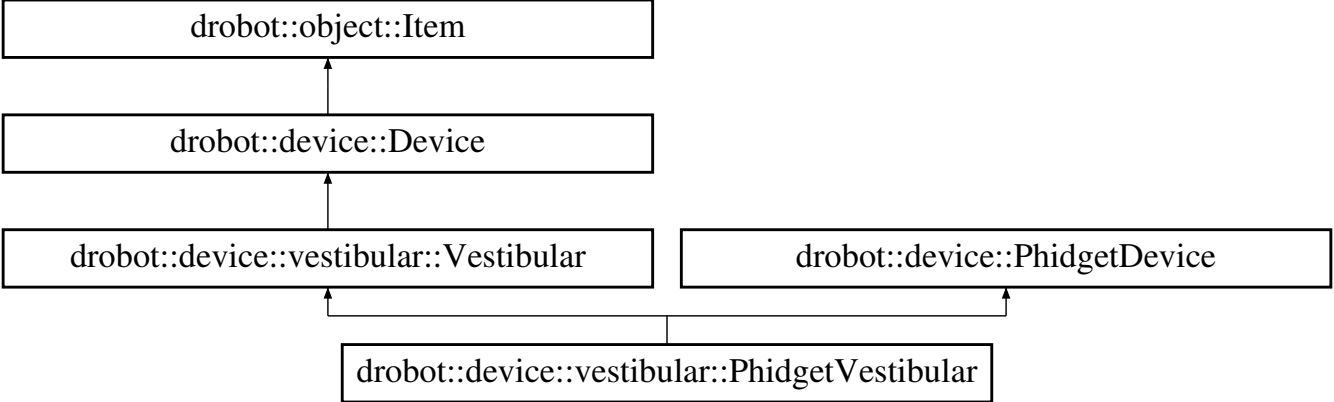 drobot::object::Item
drobot::device::Device
drobot::device::vestibular::Vestibular
drobot::device::PhidgetDevice
drobot::device::vestibular::PhidgetVestibular